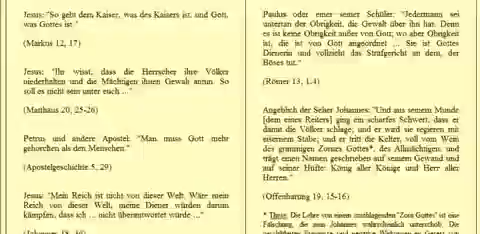 Jesus: "So gebt dem Kaiser, was des Kaisers ist, und Gott,
was Gottes ist."
(Markus 12, 17)
Jesus: "Ihr wisst, dass die Herrscher ihre Völker
niederhalten und die Mächtigen ihnen Gewalt antun. So
soll es nicht sein unter euch ..."
(Matthäus 20, 25-26)
Petrus und andere Apostel: "Man muss Gott mehr
gehorchen als den Menschen."
(Apostelgeschichte 5, 29)
Jesus: "Mein Reich ist nicht von dieser Welt. Wäre mein
Reich von dieser Welt, meine Diener würden darum
kämpfen, dass ich ... nicht überantwortet würde ..."
(Johannes 18, 36)
Paulus oder einer seiner Schüler: "Jedermann sei
untertan der Obrigkeit, die Gewalt über ihn hat. Denn
es ist keine Obrigkeit außer von Gott; wo aber Obrigkeit
ist, die ist von Gott angeordnet ... Sie ist Gottes
Dienerin und vollzieht das Strafgericht an dem, der
Böses tut."
(Römer 13, 1.4)
Angeblich der Seher Johannes: "Und aus seinem Munde
[dem eines Reiters] ging ein scharfes Schwert, dass er
damit die Völker schlage; und er wird sie regieren mit
eisernem Stabe; und er tritt die Kelter, voll vom Wein
des grimmigen Zornes Gottes*, des Allmächtigen, und
trägt einen Namen geschrieben auf seinem Gewand und
auf seiner Hüfte: König aller Könige und Herr aller
Herren."
(Offenbarung 19, 15-16)
* These: Die Lehre von einem umschlagenden "Zorn Gottes" ist eine
Fälschung, die man Johannes wahrscheinlich unterschob. Die